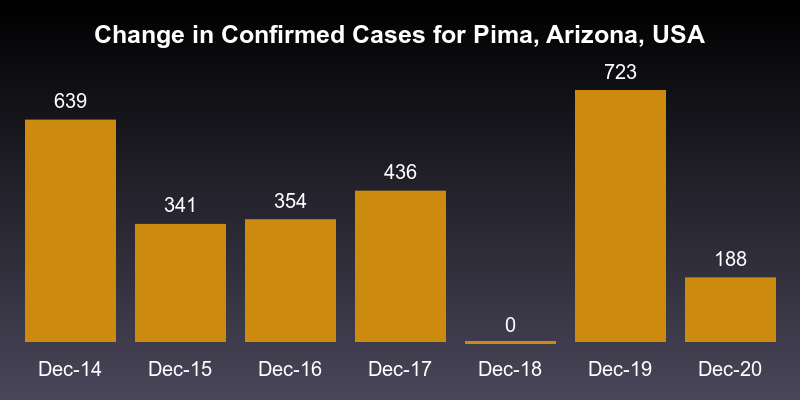 Change in Confirmed Cases for Pima, Arizona, USA
639
341
354
436
0
723
188
Dec-14
Dec-15
Dec-16
Dec-17
Dec-18
Dec-19
Dec-20